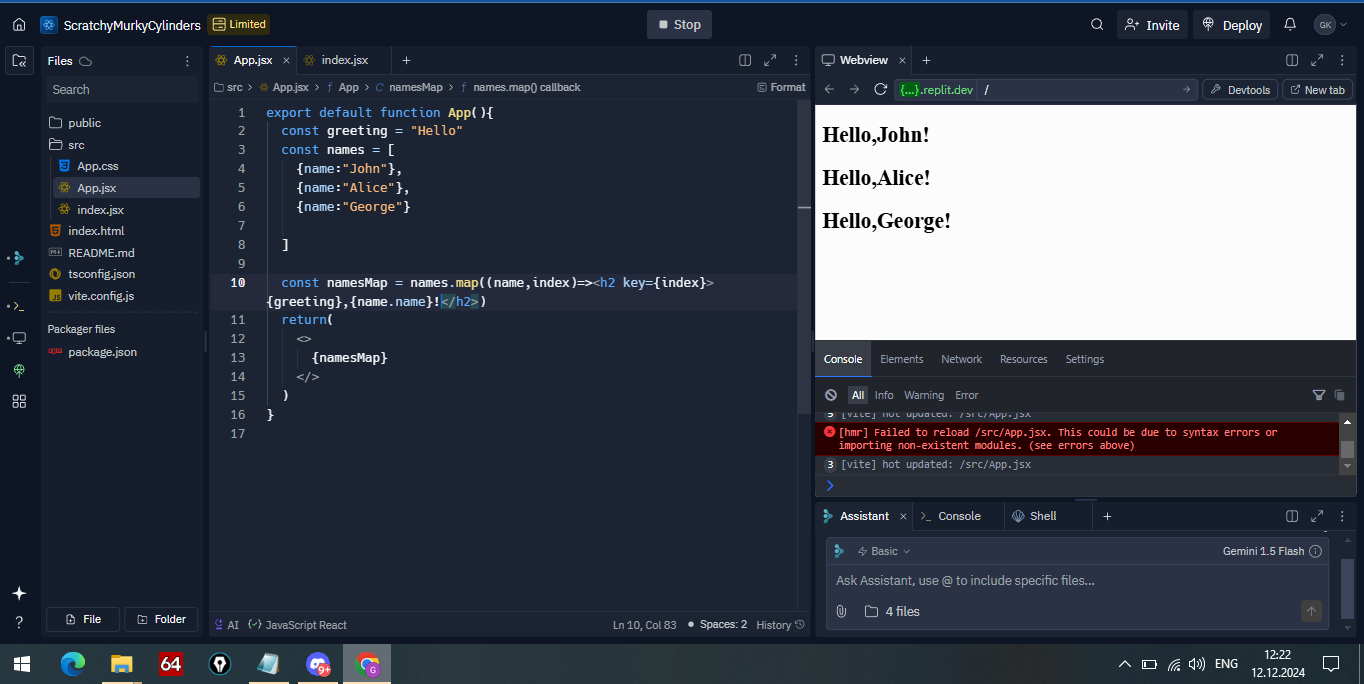 ScratchyMurkyCylinders
Limited
Stop
Invite
Deploy
GK
Files
Search
public
src
App.css
App.jsx
index.jsx
index.html
README.md
tsconfig.json
JS vite.config.js
Packager files
package.json
File
Folder
?
App.jsx ×
index.jsx
+
src > App.jsx > f App > C namesMap > f names.map() callback
Format
1 export default function App(){
2 const greeting = "Hello"
3 const names = [
4 {name:"John"},
5 {name:"Alice"},
6 {name:"George"}
7
8 ]
9
10 const namesMap = names.map((name,index)=><h2 key={index}>
{greeting},{name.name}!</h2>)
11 return(
12 <>
13 {namesMap}
14 </>
15 )
16 }
17
AI
JavaScript React
Ln 10, Col 83
Spaces: 2
History
Webview ×
+
{...}.replit.dev
/
Devtools
New tab
Hello,John!
Hello,Alice!
Hello,George!
Console
Elements
Network
Resources
Settings
All
Info
Warning
Error
5 [vite] hot updated: /src/App.jsx
[hmr] Failed to reload /src/App.jsx. This could be due to syntax errors or
importing non-existent modules. (see errors above)
3 [vite] hot updated: /src/App.jsx
Assistant ×
Console
Shell
+
Basic
Gemini 1.5 Flash
Ask Assistant, use @ to include specific files...
4 files
64
9+
G
ENG
12:22
12.12.2024